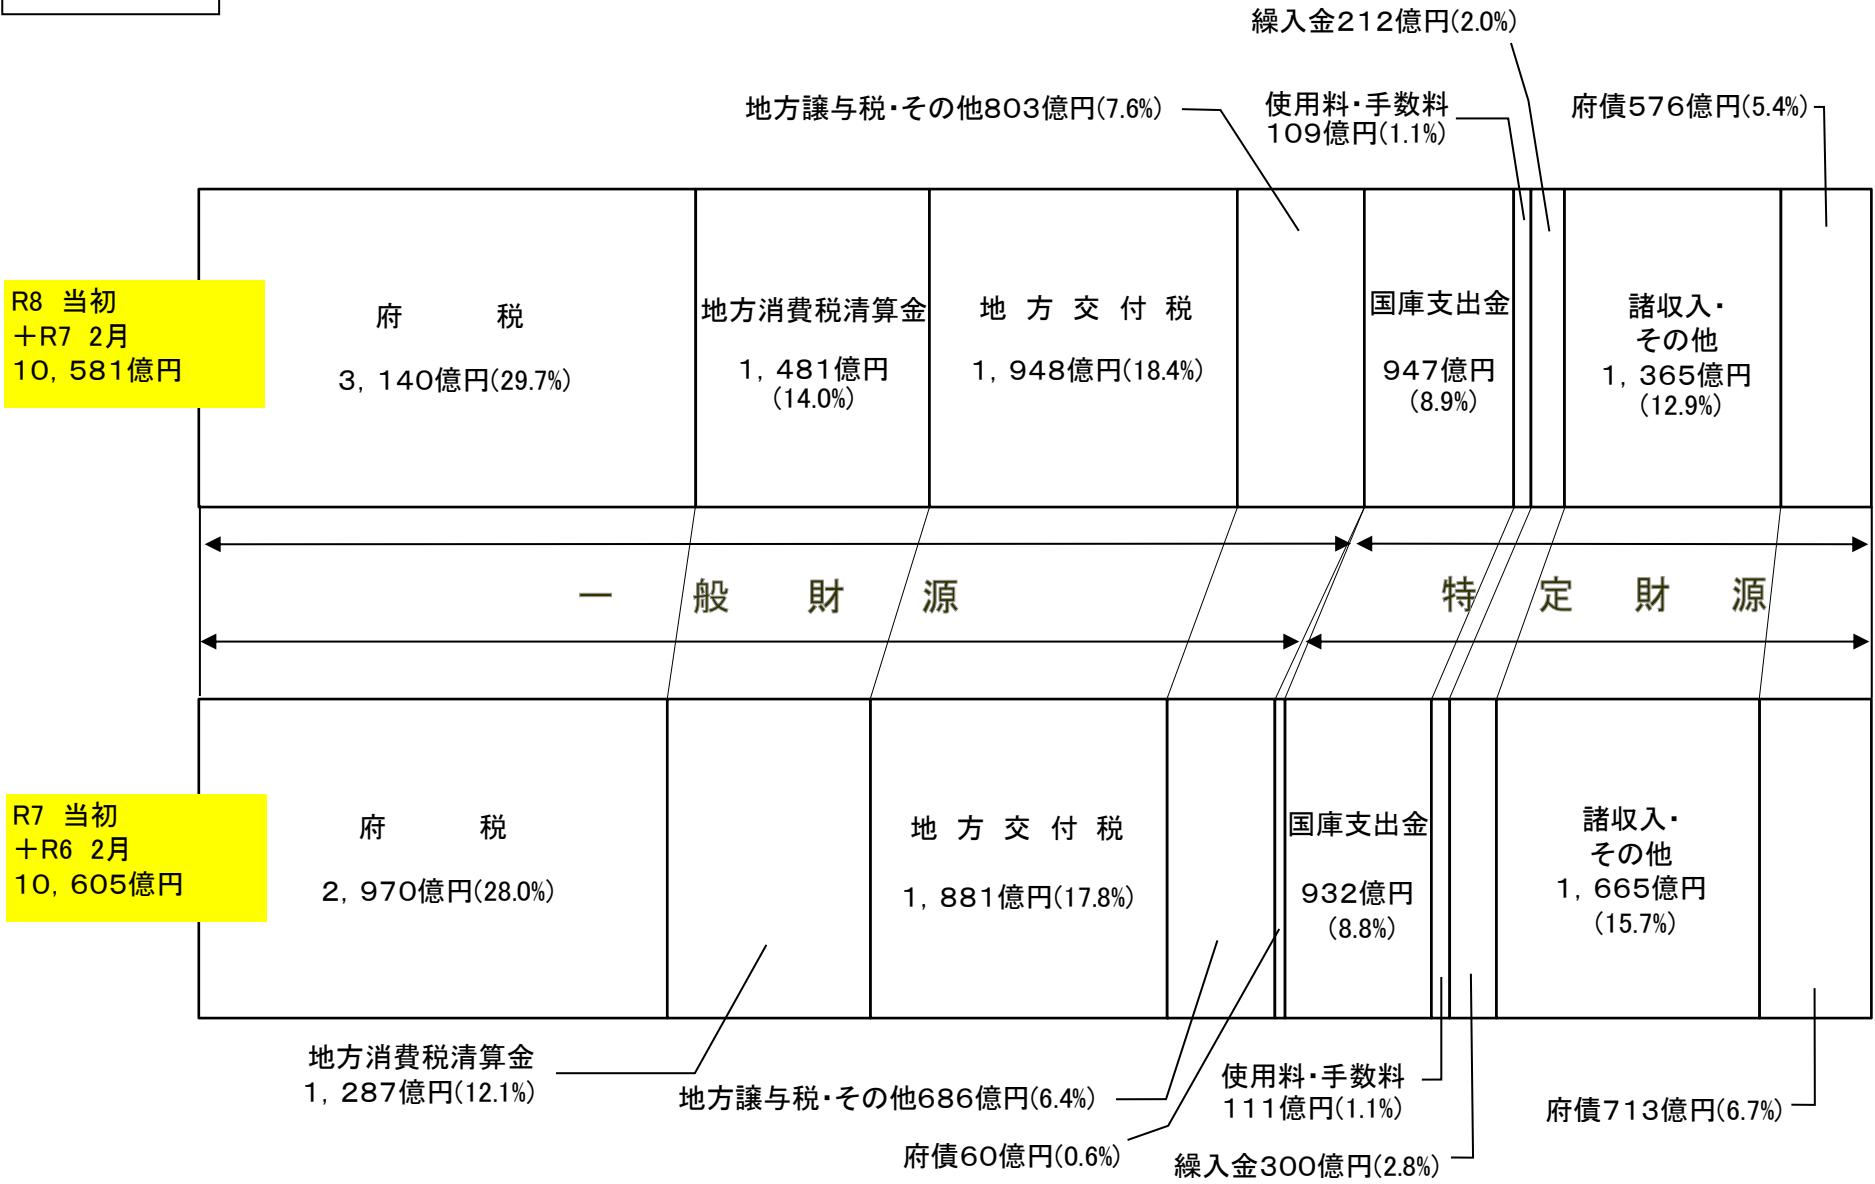 繰入金212億円(2.0%)
地方譲与税・その他803億円(7.6%)
使用料・手数料
109億円(1.1%)
府債576億円(5.4%)
R8 当初
＋R7 2月
10，581億円
府　税
3，140億円(29.7%)
地方消費税清算金
1，481億円
(14.0%)
地 方 交 付 税
1，948億円(18.4%)
国庫支出金
947億円
(8.9%)
諸収入・
その他
1，365億円
(12.9%)
一 般 財 源
特 定 財 源
R7 当初
＋R6 2月
10，605億円
府　税
2，970億円(28.0%)
地 方 交 付 税
1，881億円(17.8%)
国庫支出金
932億円
(8.8%)
諸収入・
その他
1，665億円
(15.7%)
地方消費税清算金
1，287億円(12.1%)
地方譲与税・その他686億円(6.4%)
府債60億円(0.6%)
使用料・手数料
111億円(1.1%)
繰入金300億円(2.8%)
府債713億円(6.7%)